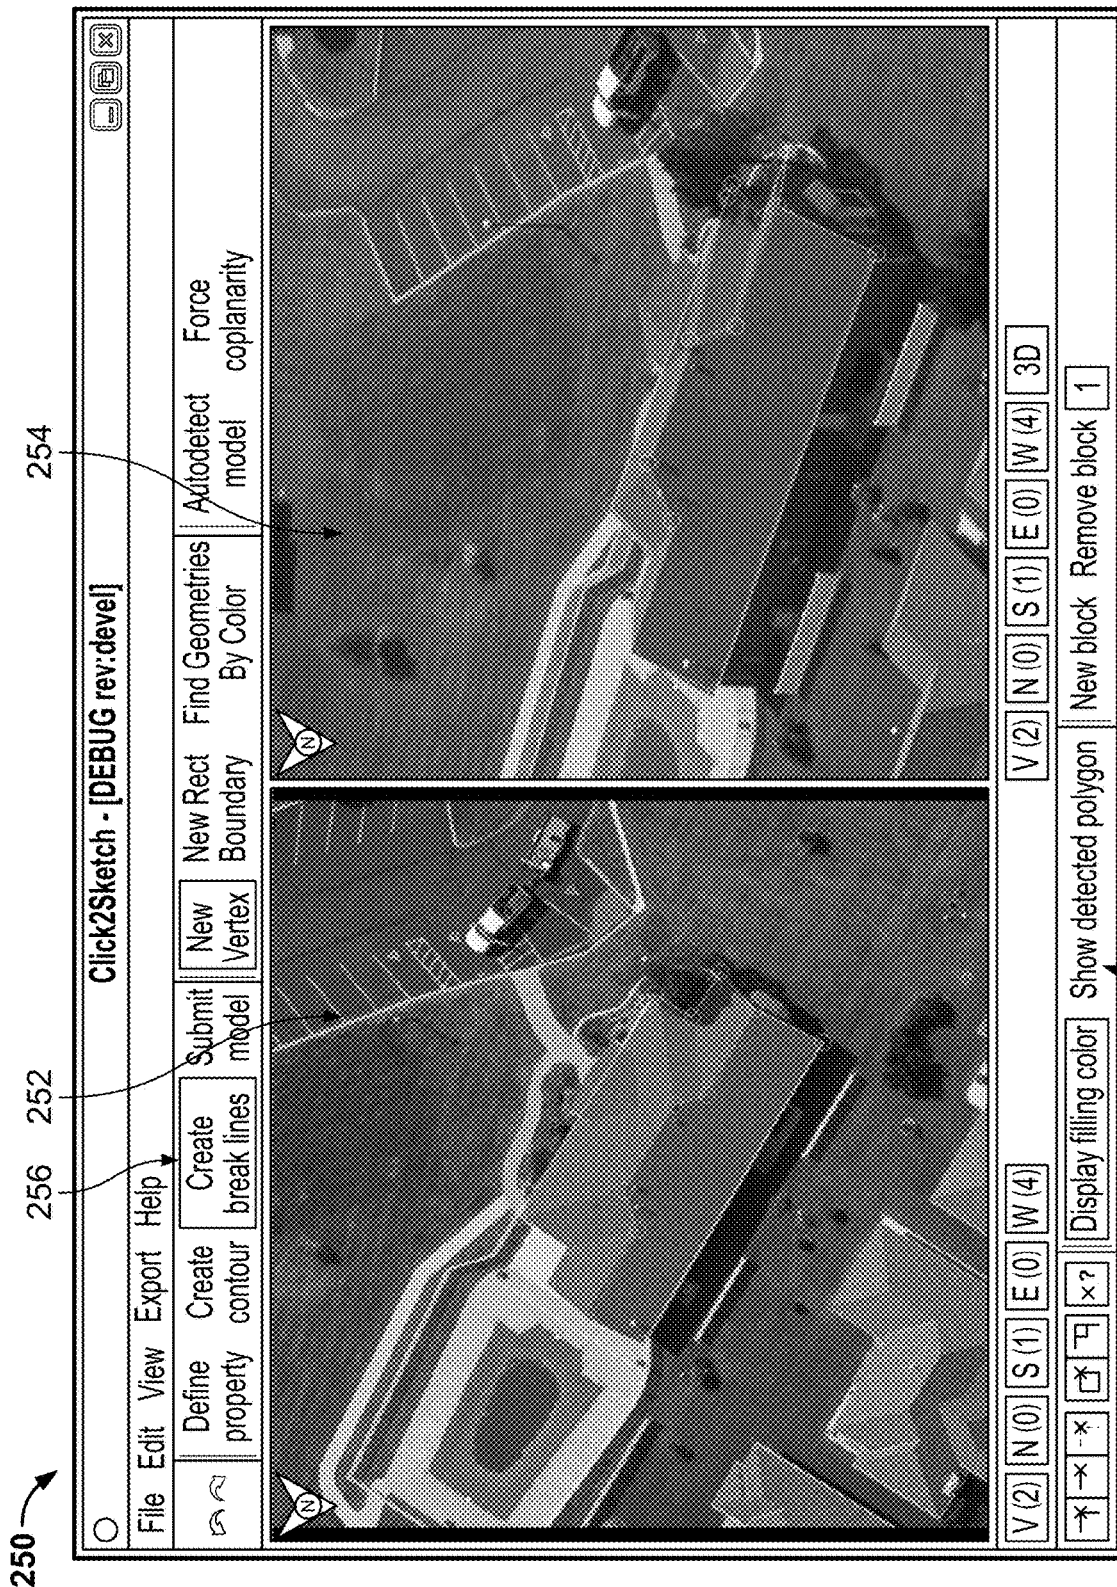 250
256
252
254
Click2Sketch - [DEBUG rev:devel]
File Edit View Export Help
Define property
Create contour
Create break lines
Submit model
New Vertex
New Rect Boundary
Find Geometries By Color
Autodetect model
Force coplanarity
N
N
V (2) N (0) S (1) E (0) W (4)
V (2) N (0) S (1) E (0) W (4) 3D
x ? Display filling color Show detected polygon New block Remove block 1